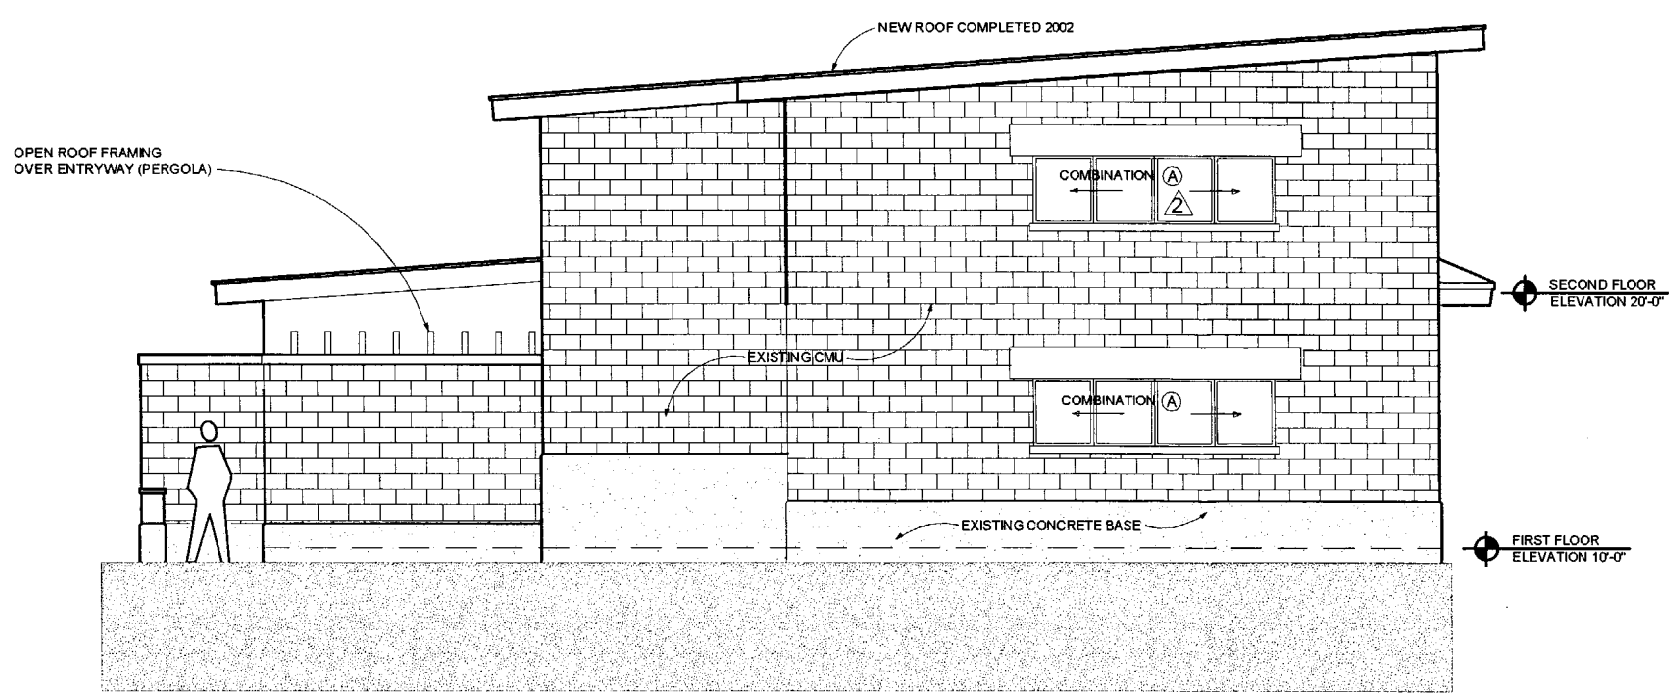 NEW ROOF COMPLETED 2002
OPEN ROOF FRAMING
OVER ENTRYWAY (PERGOLA)
COMBINATION A
2
SECOND FLOOR
ELEVATION 20'-0"
EXISTING CMU
COMBINATION A
EXISTING CONCRETE BASE
FIRST FLOOR
ELEVATION 10'-0"